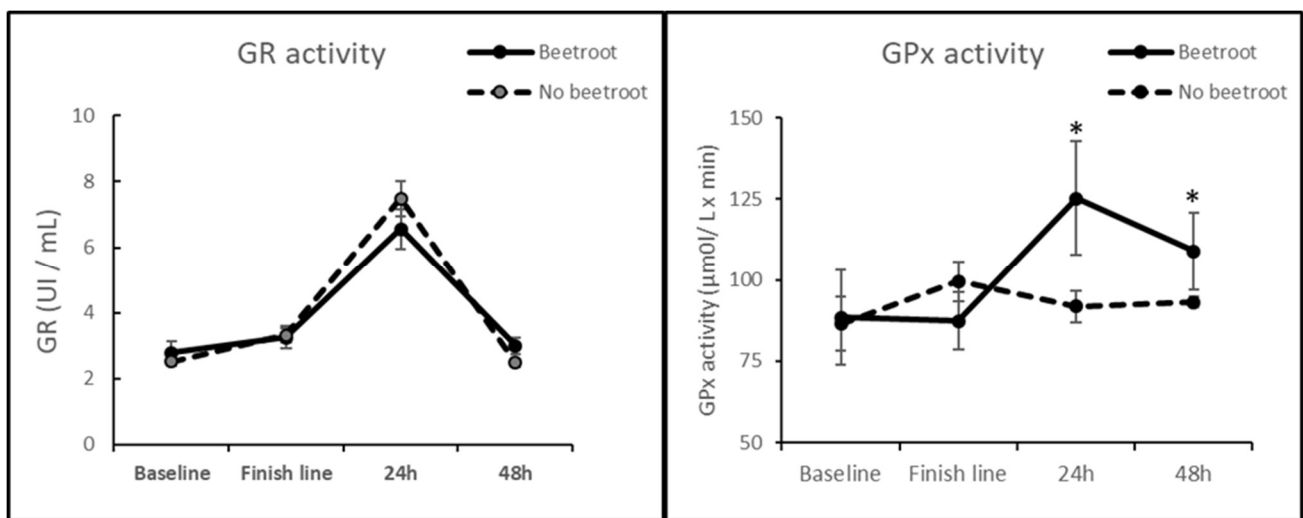 GR activity
Beetroot
No beetroot
GR (UI / mL)
10
8
6
4
2
0
Baseline
Finish line
24h
48h
GPx activity
Beetroot
No beetroot
GPx activity (µm0l/ L x min)
150
125
100
75
50
*
*
Baseline
Finish line
24h
48h